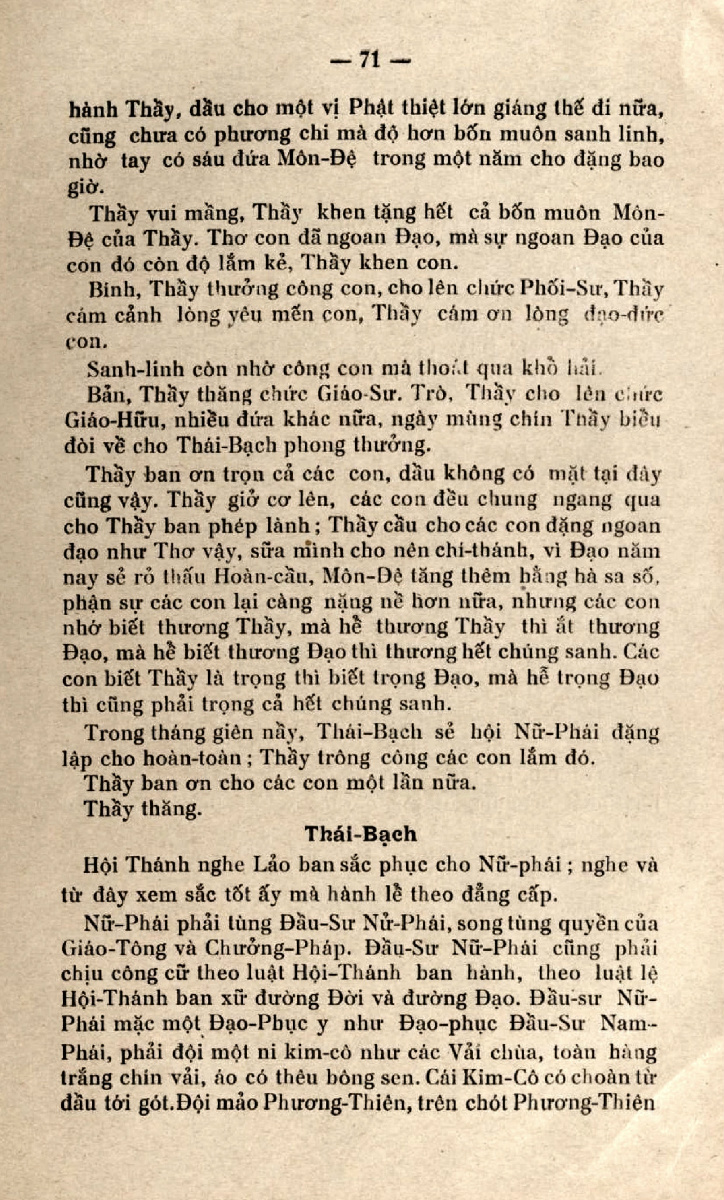 — 71 —
hành Thầy, dầu cho một vị Phật thiệt lớn giáng thế đi nữa,
cũng chưa có phương chi mà độ hơn bốn muôn sanh linh,
nhờ tay có sáu đứa Môn-Đệ trong một năm cho đặng bao
giờ.
Thầy vui mầng, Thầy khen tặng hết cả bốn muôn Môn-
Đệ của Thầy. Thơ con đã ngoan Đạo, mà sự ngoan Đạo của
con đó còn độ lắm kẻ, Thầy khen con.
Bính, Thầy thưởng công con, cho lên chức Phối-Sư, Thầy
cám cảnh lòng yêu mến con, Thầy cám ơn lòng đạo-đức
con.
Sanh-linh còn nhờ công con mà thoát qua khổ hải.
Bản, Thầy thăng chức Giáo-Sư. Trò, Thầy cho lên chức
Giáo-Hữu, nhiều đứa khác nữa, ngày mùng chín Thầy biểu
đòi về cho Thái-Bạch phong thưởng.
Thầy ban ơn trọn cả các con, dầu không có mặt tại đây
cũng vậy. Thầy giở cơ lên, các con đều chung ngang qua
cho Thầy ban phép lành ; Thầy cầu cho các con đặng ngoan
đạo như Thơ vậy, sữa mình cho nên chí-thánh, vì Đạo năm
nay sẻ rỏ thấu Hoàn-cầu, Môn-Đệ tăng thêm hằng hà sa số,
phận sự các con lại càng nặng nề hơn nữa, nhưng các con
nhớ biết thương Thầy, mà hể thương Thầy thì ắt thương
Đạo, mà hể biết thương Đạo thì thương hết chúng sanh. Các
con biết Thầy là trọng thì biết trọng Đạo, mà hễ trọng Đạo
thì cũng phải trọng cả hết chúng sanh.
Trong tháng giên nầy, Thái-Bạch sẻ hội Nữ-Phái đặng
lập cho hoàn-toàn ; Thầy trông công các con lắm đó.
Thầy ban ơn cho các con một lần nữa.
Thầy thăng.
Thái-Bạch
Hội Thánh nghe Lảo ban sắc phục cho Nữ-phái ; nghe và
từ đây xem sắc tốt ấy mà hành lể theo đẳng cấp.
Nữ-Phái phải tùng Đầu-Sư Nử-Phái, song tùng quyền của
Giáo-Tông và Chưởng-Pháp. Đầu-Sư Nữ-Phái cũng phải
chịu công cữ theo luật Hội-Thánh ban hành, theo luật lệ
Hội-Thánh ban xữ đường Đời và đường Đạo. Đầu-sư Nữ-
Phái mặc một Đạo-Phục y như Đạo-phục Đầu-Sư Nam-
Phái, phải đội một ni kim-cô như các Vải chùa, toàn hàng
trắng chín vải, áo có thêu bông sen. Cái Kim-Cô có choàn từ
đầu tới gót.Đội mảo Phương-Thiên, trên chót Phương-Thiên